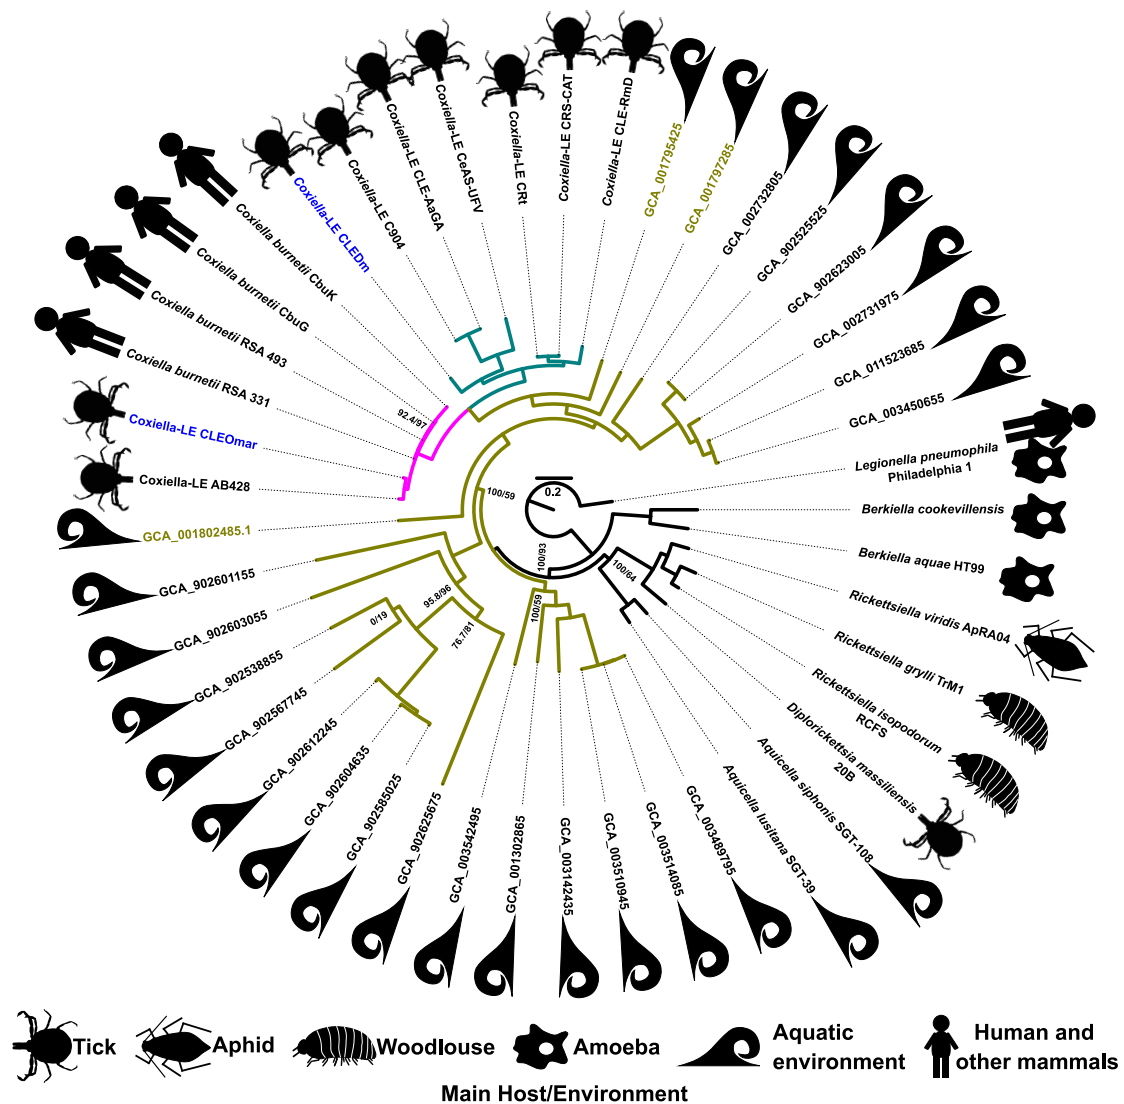 Coxiella-LE CLEDm
Coxiella-LE C904
Coxiella-LE CLE-AaGA
Coxiella-LE CeAS-UFV
Coxiella-LE CRt
Coxiella-LE CRS-CAT
Coxiella-LE CLE-RmD
GCA_001795425
GCA_001797285
GCA_002732805
GCA_902525525
GCA_902623005
GCA_002731975
GCA_011523685
GCA_003450655
Legionella pneumophila
Philadelphia 1
Berkiella cookevillensis
Berkiella aquae HT99
Rickettsiella viridis ApRA04
Rickettsiella grylli TrM1
Rickettsiella isopodorum
RCFS
Diplorickettsia massiliensis
20B
Aquicella siphonis SGT-108
Aquicella lusitana SGT-39
GCA_003489795
GCA_003514085
GCA_003510945
GCA_003142435
GCA_001302865
GCA_003542495
GCA_902625675
GCA_902585025
GCA_902604635
GCA_902612245
GCA_902567745
GCA_902538855
GCA_902603055
GCA_902601155
GCA_001802485.1
Coxiella-LE AB428
Coxiella-LE CLEOmar
Coxiella burnetii RSA 331
Coxiella burnetii RSA 493
Coxiella burnetii CbuG
Coxiella burnetii CbuK
92.4/97
100/59
0.2
100/93
100/64
100/59
95.8/96
0/19
76.7/81
Tick
Aphid
Woodlouse
Amoeba
Aquatic
environment
Human and
other mammals
Main Host/Environment